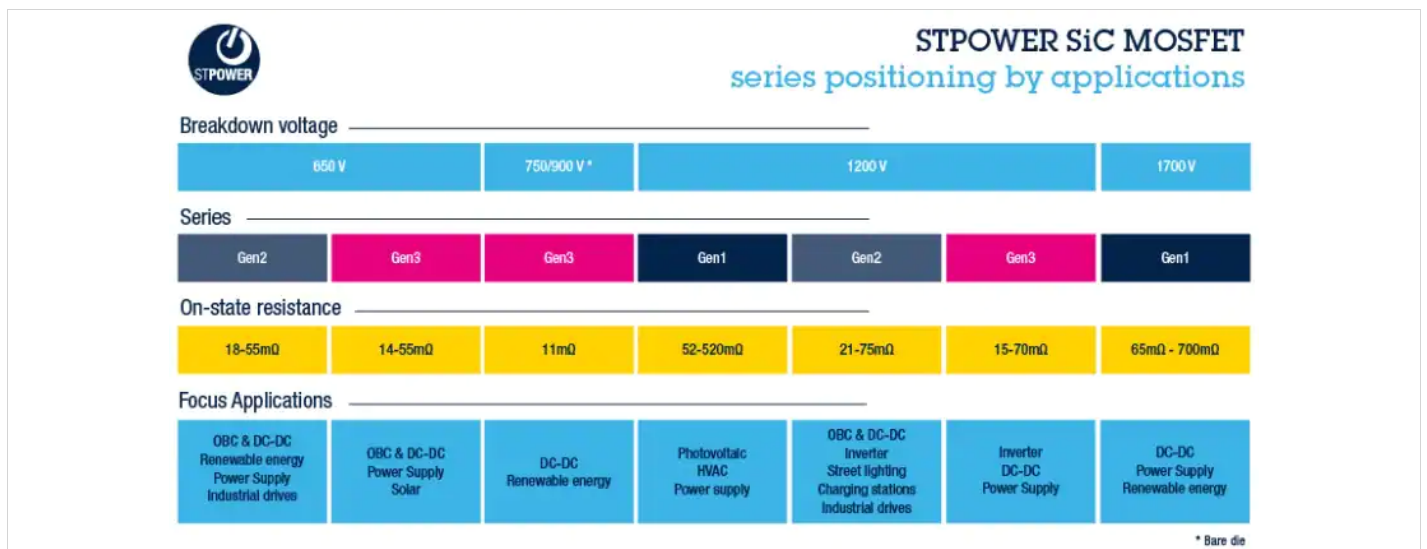 STPOWER
STPOWER SiC MOSFET
series positioning by applications
Breakdown voltage
650 V
750/900 V *
1200 V
1700 V
Series
Gen2
Gen3
Gen3
Gen1
Gen2
Gen3
Gen1
On-state resistance
18-55mΩ
14-55mΩ
11mΩ
52-520mΩ
21-75mΩ
15-70mΩ
65mΩ - 700mΩ
Focus Applications
OBC & DC-DC
Renewable energy
Power Supply
Industrial drives
OBC & DC-DC
Power Supply
Solar
DC-DC
Renewable energy
Photovoltaic
HVAC
Power supply
OBC & DC-DC
Inverter
Street lighting
Charging stations
Industrial drives
Inverter
DC-DC
Power Supply
DC-DC
Power Supply
Renewable energy
* Bare die